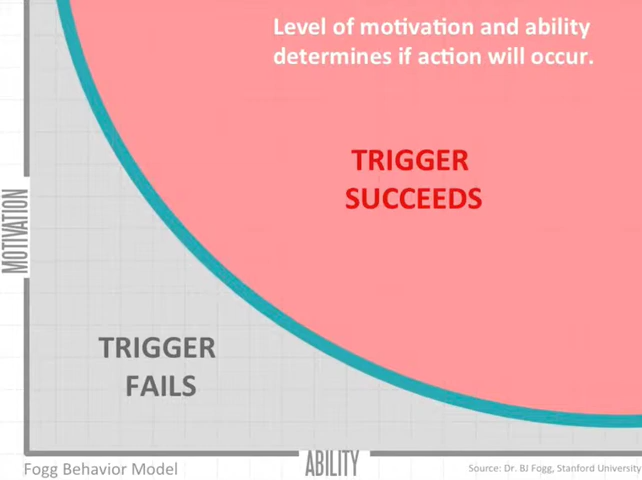 Level of motivation and ability
determines if action will occur.
TRIGGER
SUCCEEDS
MOTIVATION
TRIGGER
FAILS
ABILITY
Fogg Behavior Model
Source: Dr. BJ Fogg, Stanford University